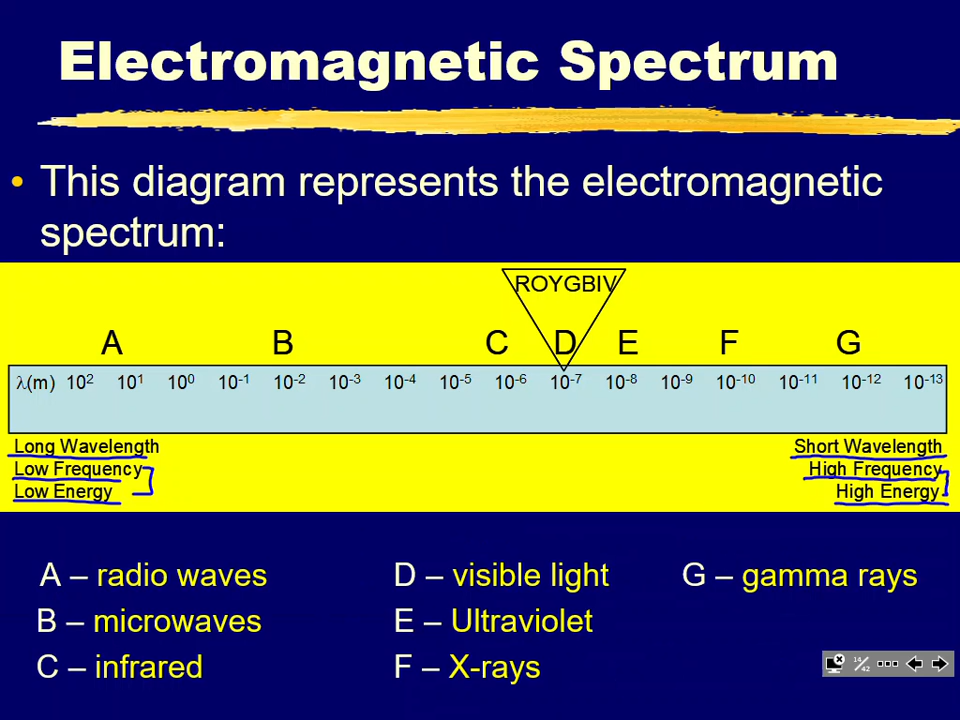 Electromagnetic Spectrum
• This diagram represents the electromagnetic
spectrum:
ROYGBIV
A B C D E F G
λ(m) 10² 10¹ 10⁰ 10⁻¹ 10⁻² 10⁻³ 10⁻⁴ 10⁻⁵ 10⁻⁶ 10⁻⁷ 10⁻⁸ 10⁻⁹ 10⁻¹⁰ 10⁻¹¹ 10⁻¹² 10⁻¹³
Long Wavelength Short Wavelength
Low Frequency High Frequency
Low Energy High Energy
A – radio waves D – visible light G – gamma rays
B – microwaves E – Ultraviolet
C – infrared F – X-rays